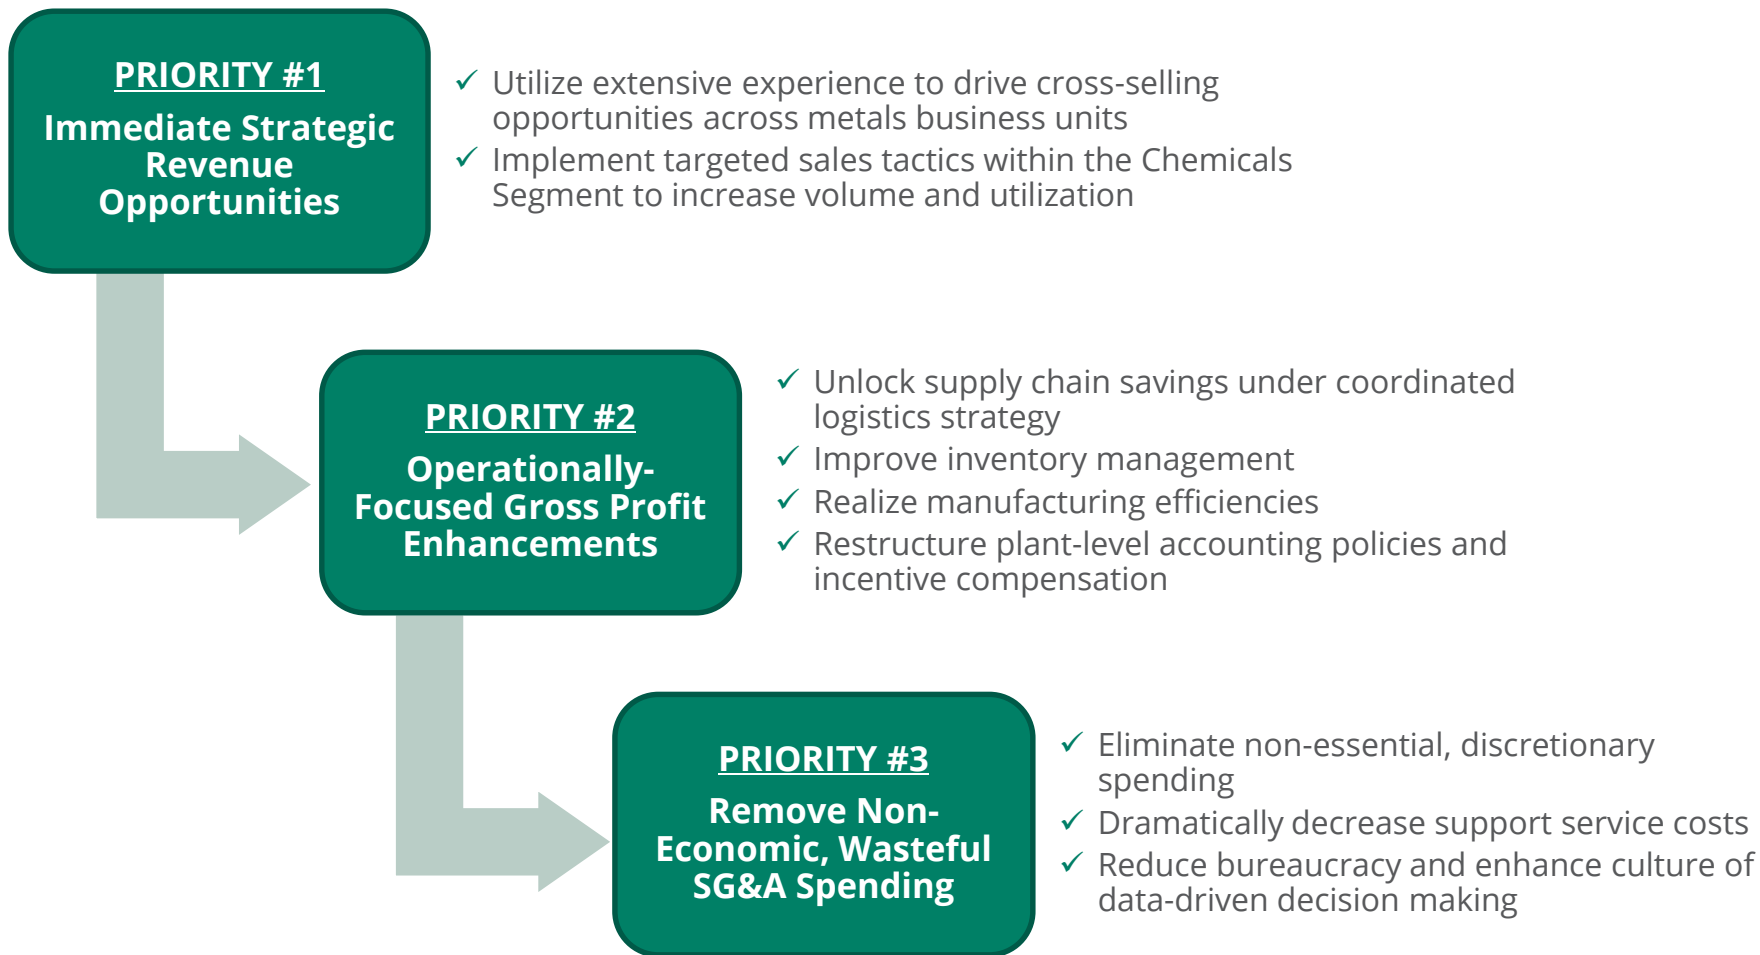 PRIORITY #1
Immediate Strategic
Revenue
Opportunities
✓ Utilize extensive experience to drive cross-selling
opportunities across metals business units
✓ Implement targeted sales tactics within the Chemicals
Segment to increase volume and utilization
PRIORITY #2
Operationally-
Focused Gross Profit
Enhancements
✓ Unlock supply chain savings under coordinated
logistics strategy
✓ Improve inventory management
✓ Realize manufacturing efficiencies
✓ Restructure plant-level accounting policies and
incentive compensation
PRIORITY #3
Remove Non-
Economic, Wasteful
SG&A Spending
✓ Eliminate non-essential, discretionary
spending
✓ Dramatically decrease support service costs
✓ Reduce bureaucracy and enhance culture of
data-driven decision making